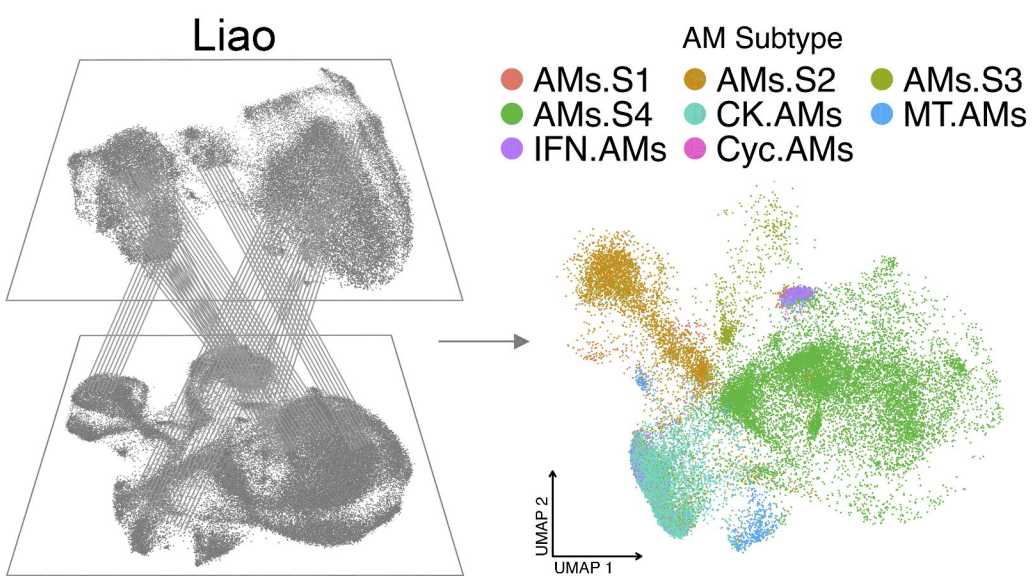 Liao
AM Subtype
AMs.S1 AMs.S2 AMs.S3
AMs.S4 CK.AMs MT.AMs
IFN.AMs Cyc.AMs
UMAP 2
UMAP 1